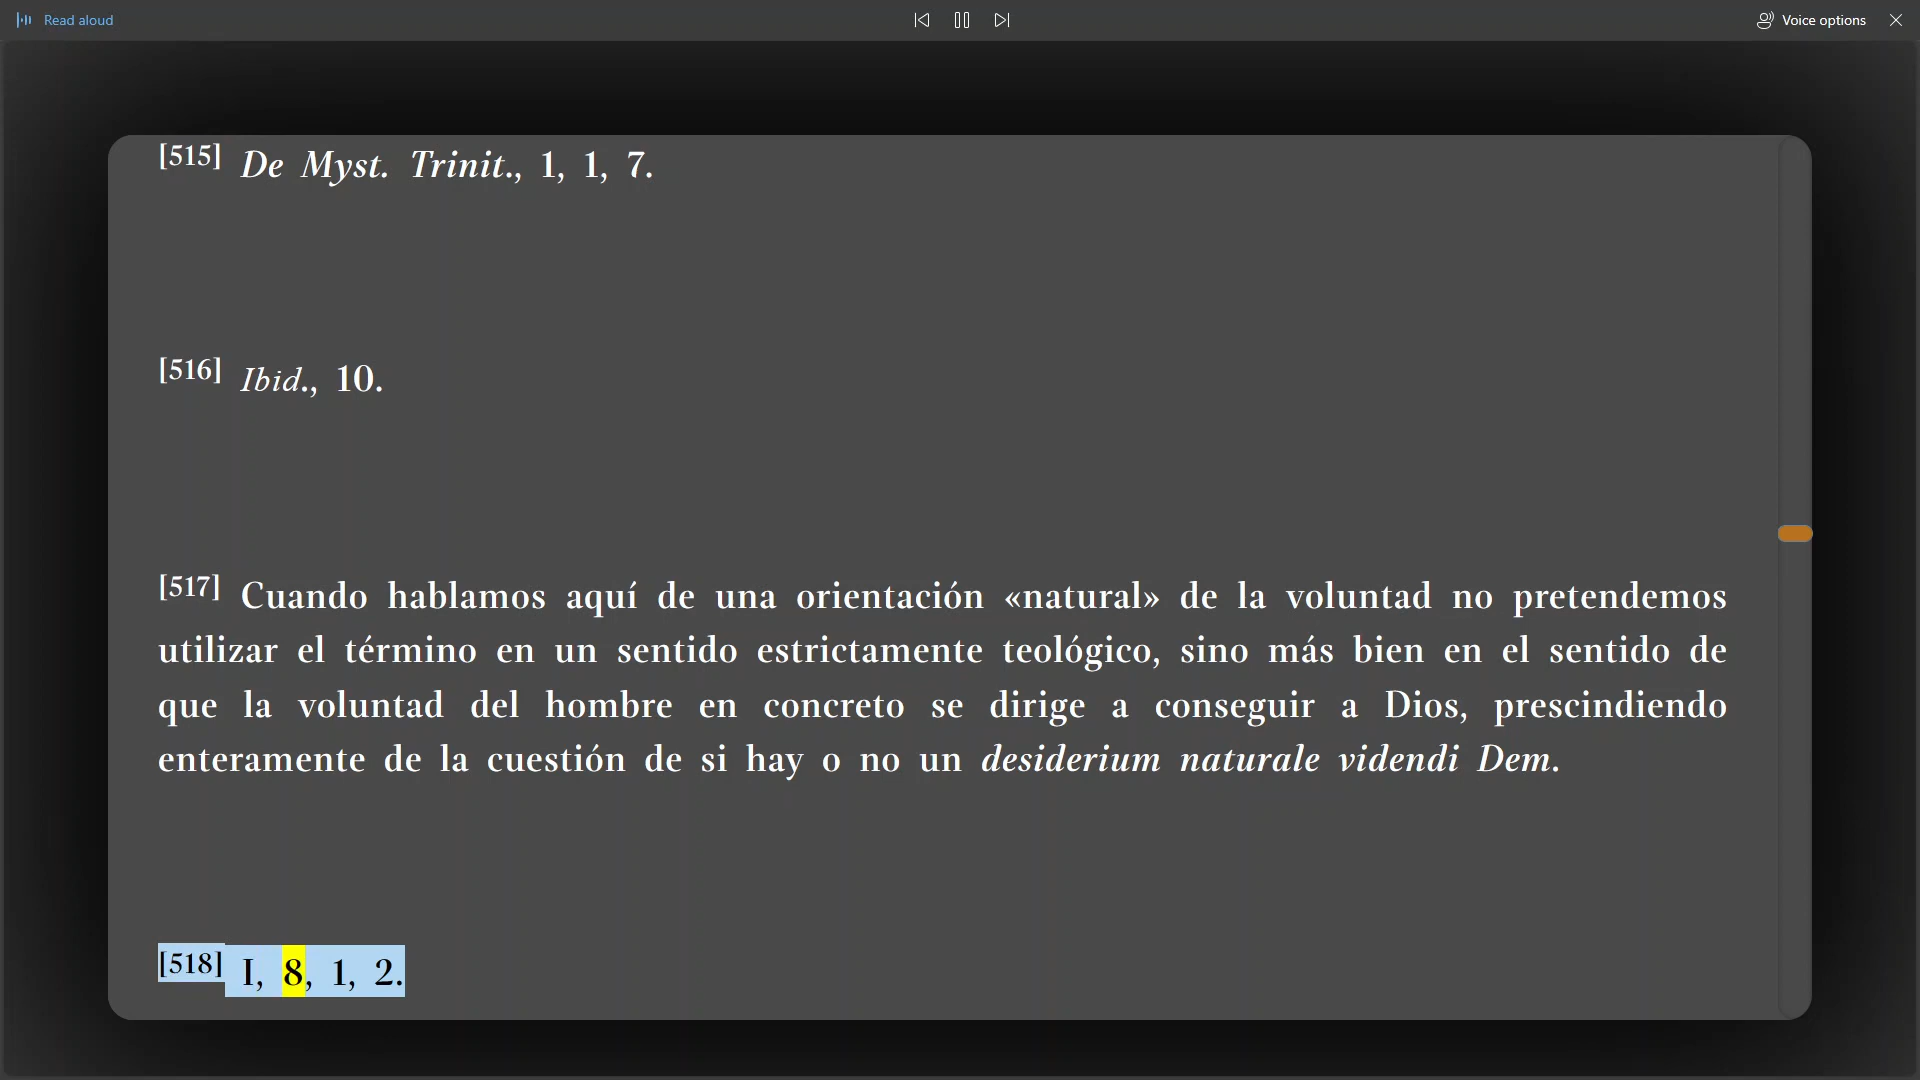 Read aloud
Voice options
[515] De Myst. Trinit., 1, 1, 7.
[516] Ibid., 10.
[517] Cuando hablamos aquí de una orientación «natural» de la voluntad no pretendemos
utilizar el término en un sentido estrictamente teológico, sino más bien en el sentido de
que la voluntad del hombre en concreto se dirige a conseguir a Dios, prescindiendo
enteramente de la cuestión de si hay o no un desiderium naturale videndi Dem.
[518] I, 8, 1, 2.